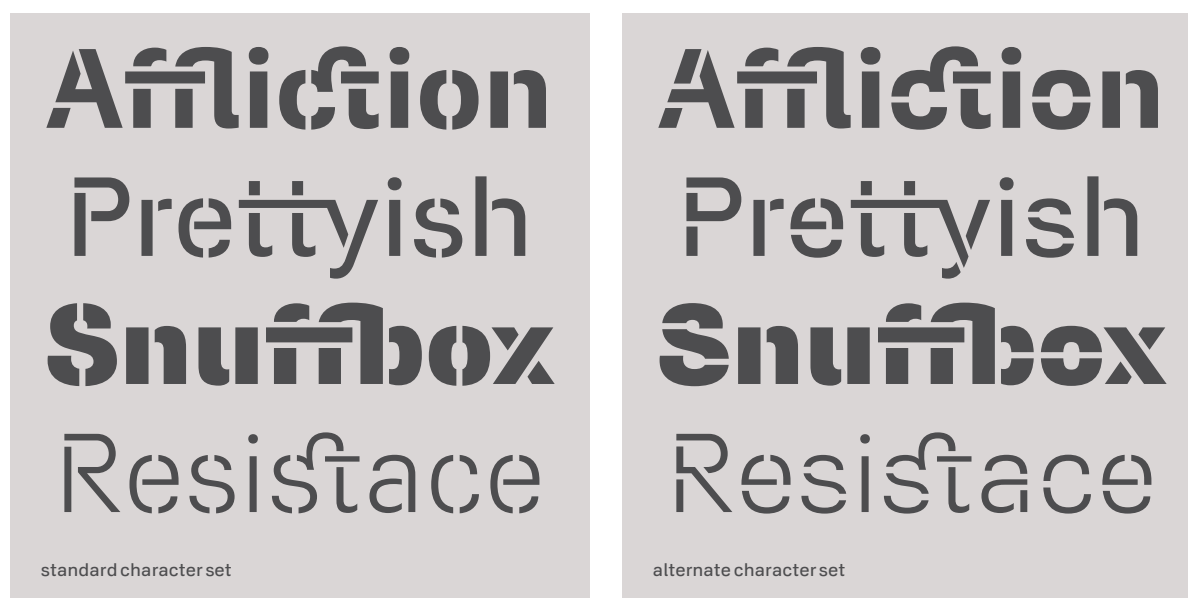 Affliction
Prettyish
Snuffbox
Resistace
standard character set
Affliction
Prettyish
Snuffbox
Resistace
alternate character set